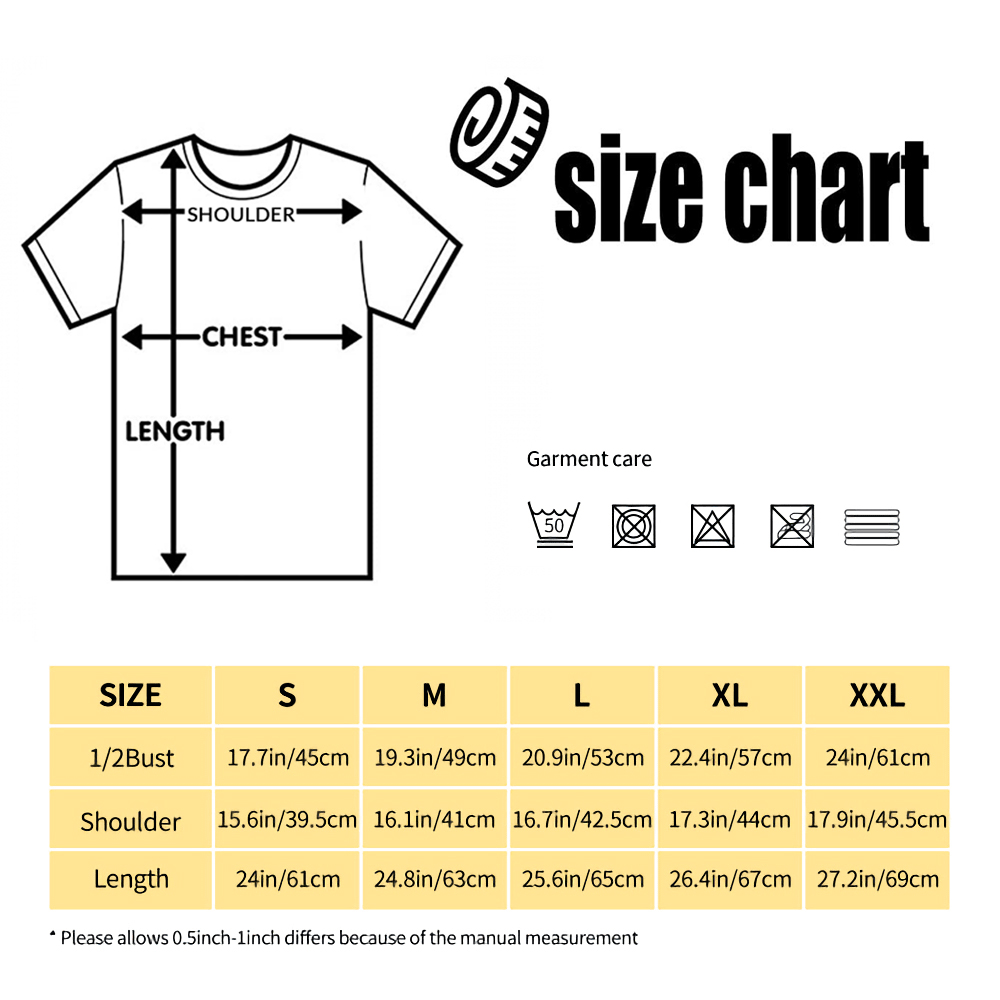 size chart
SHOULDER
CHEST
LENGTH
Garment care
50
SIZE S M L XL XXL
1/2Bust 17.7in/45cm 19.3in/49cm 20.9in/53cm 22.4in/57cm 24in/61cm
Shoulder 15.6in/39.5cm 16.1in/41cm 16.7in/42.5cm 17.3in/44cm 17.9in/45.5cm
Length 24in/61cm 24.8in/63cm 25.6in/65cm 26.4in/67cm 27.2in/69cm
* Please allows 0.5inch-1inch differs because of the manual measurement